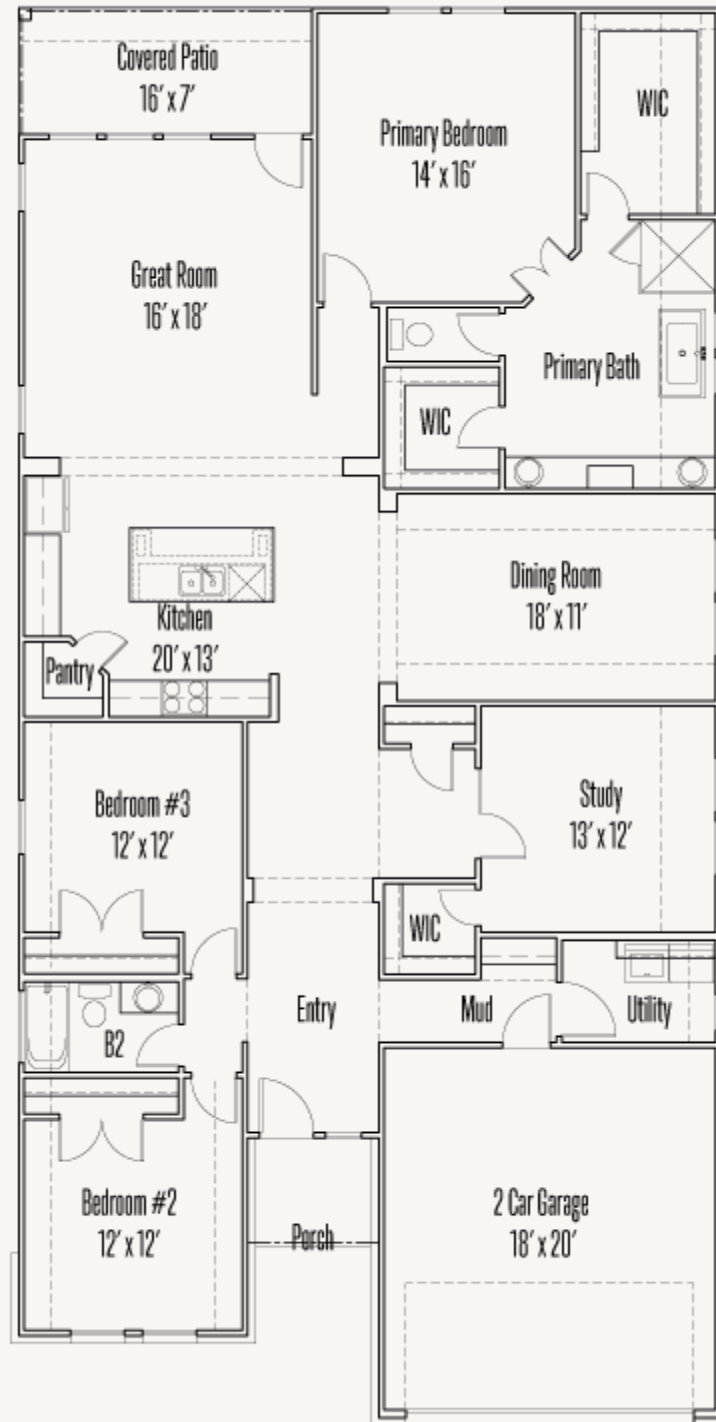 Covered Patio
16' x 7'
Primary Bedroom
14' x 16'
WIC
Great Room
16' x 18'
Primary Bath
WIC
Kitchen
20' x 13'
Pantry
Dining Room
18' x 11'
Bedroom #3
12' x 12'
Study
13' x 12'
WIC
Entry
Mud
Utility
B2
Bedroom #2
12' x 12'
Porch
2 Car Garage
18' x 20'